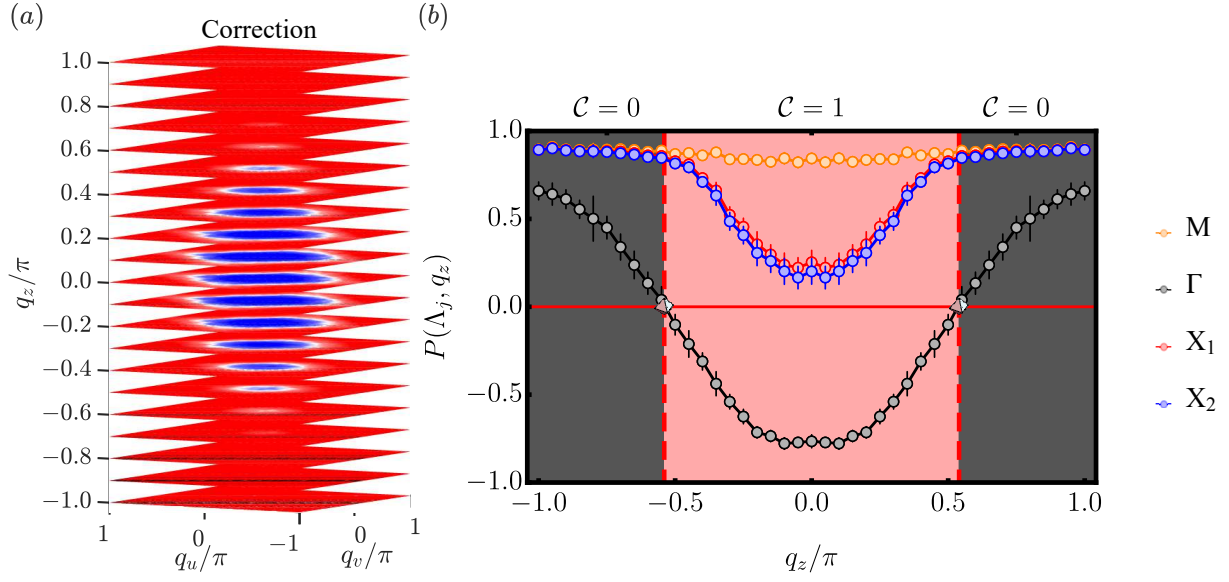 (a)
Correction
1.0
0.8
0.6
0.4
0.2
0.0
−0.2
−0.4
−0.6
−0.8
−1.0
q_z/π
1 0 −1 0 1
q_u/π q_v/π
(b)
C = 0 C = 1 C = 0
1.0
0.5
0.0
−0.5
−1.0
P(Λ_j, q_z)
−1.0 −0.5 0.0 0.5 1.0
q_z/π
M
Γ
X_1
X_2